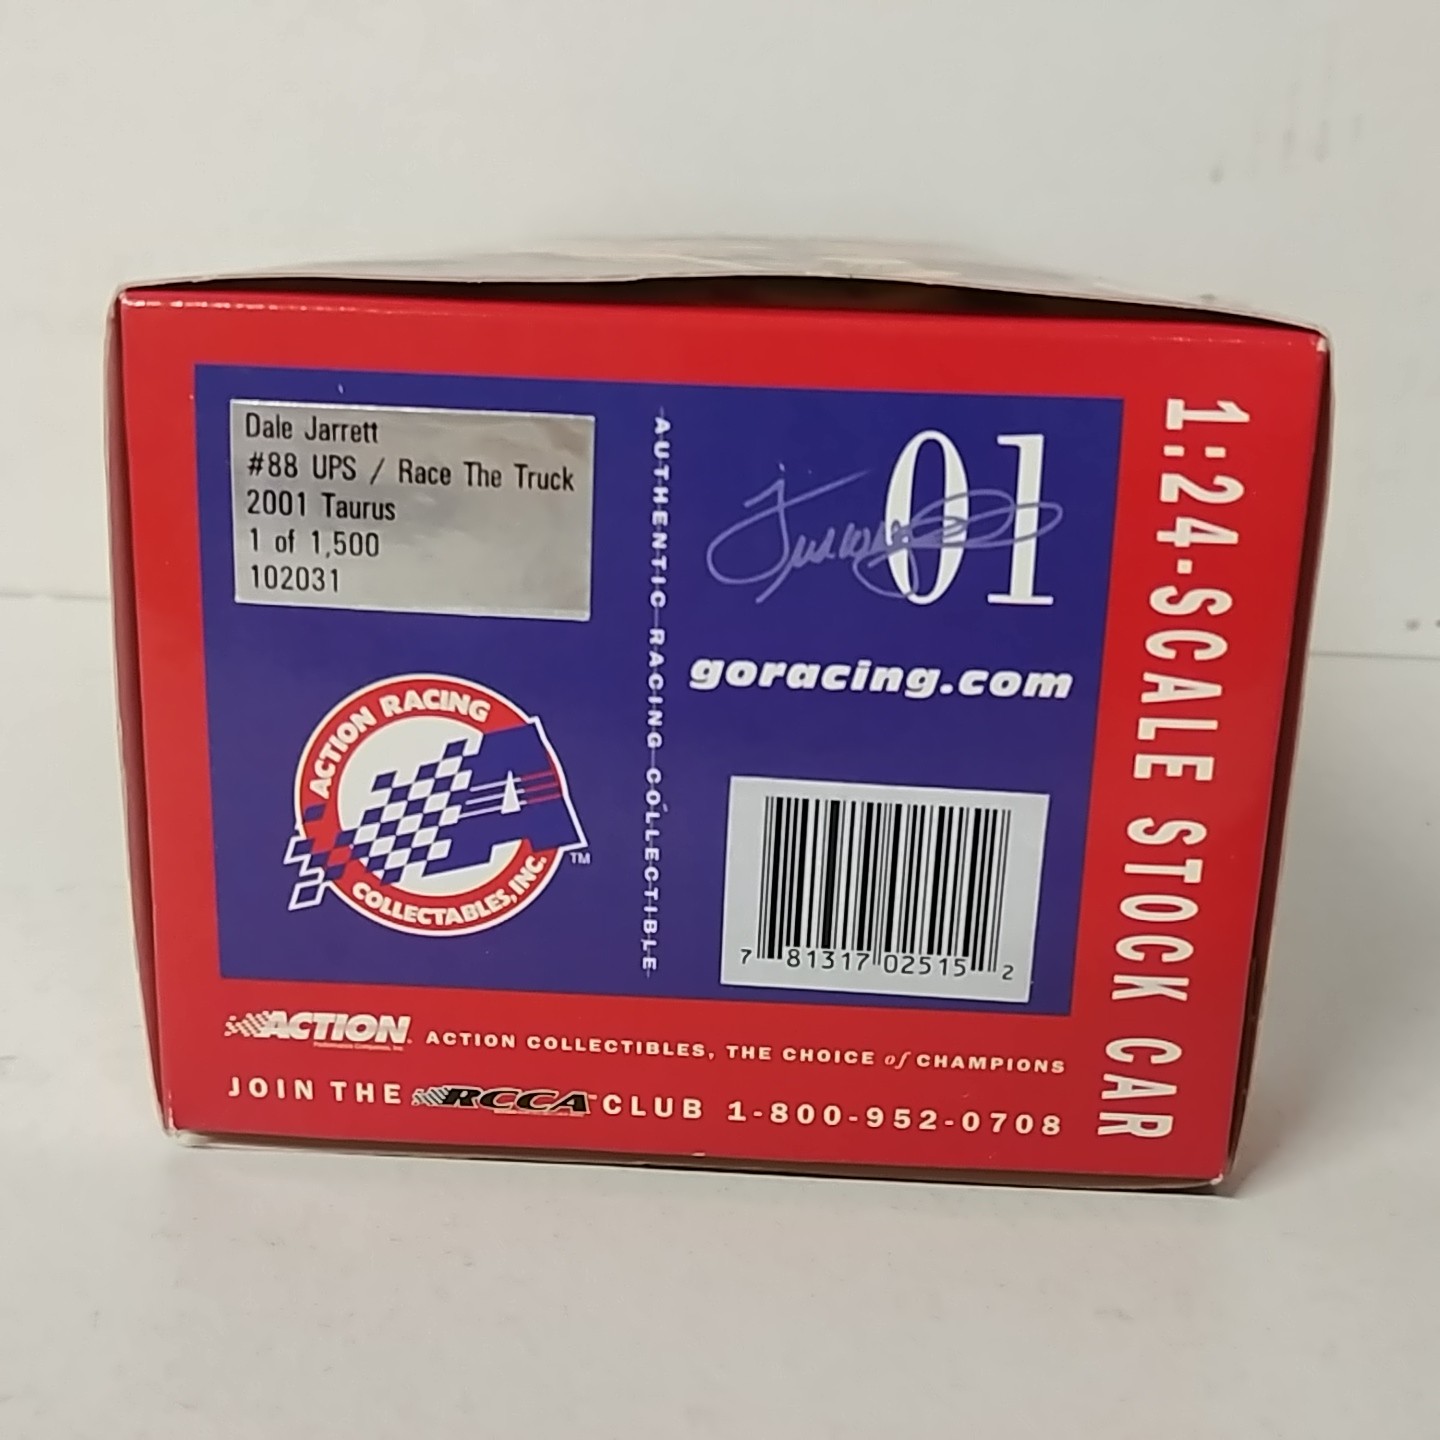 Dale Jarrett
#88 UPS / Race The Truck
2001 Taurus
1 of 1,500
102031
AUTHENTIC RACING COLLECTIBLE
01
goracing.com
ACTION RACING
COLLECTABLES, INC.
TM
7 81317 02515 2
1:24-SCALE STOCK CAR
ACTION
ACTION COLLECTIBLES, THE CHOICE of CHAMPIONS
JOIN THE RCCA CLUB 1-800-952-0708